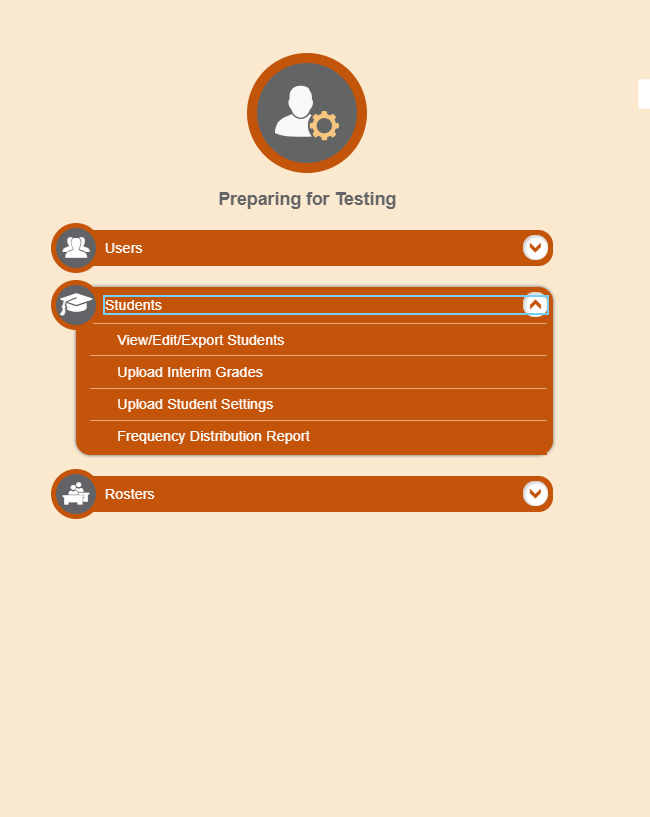 Preparing for Testing
Users
Students
View/Edit/Export Students
Upload Interim Grades
Upload Student Settings
Frequency Distribution Report
Rosters